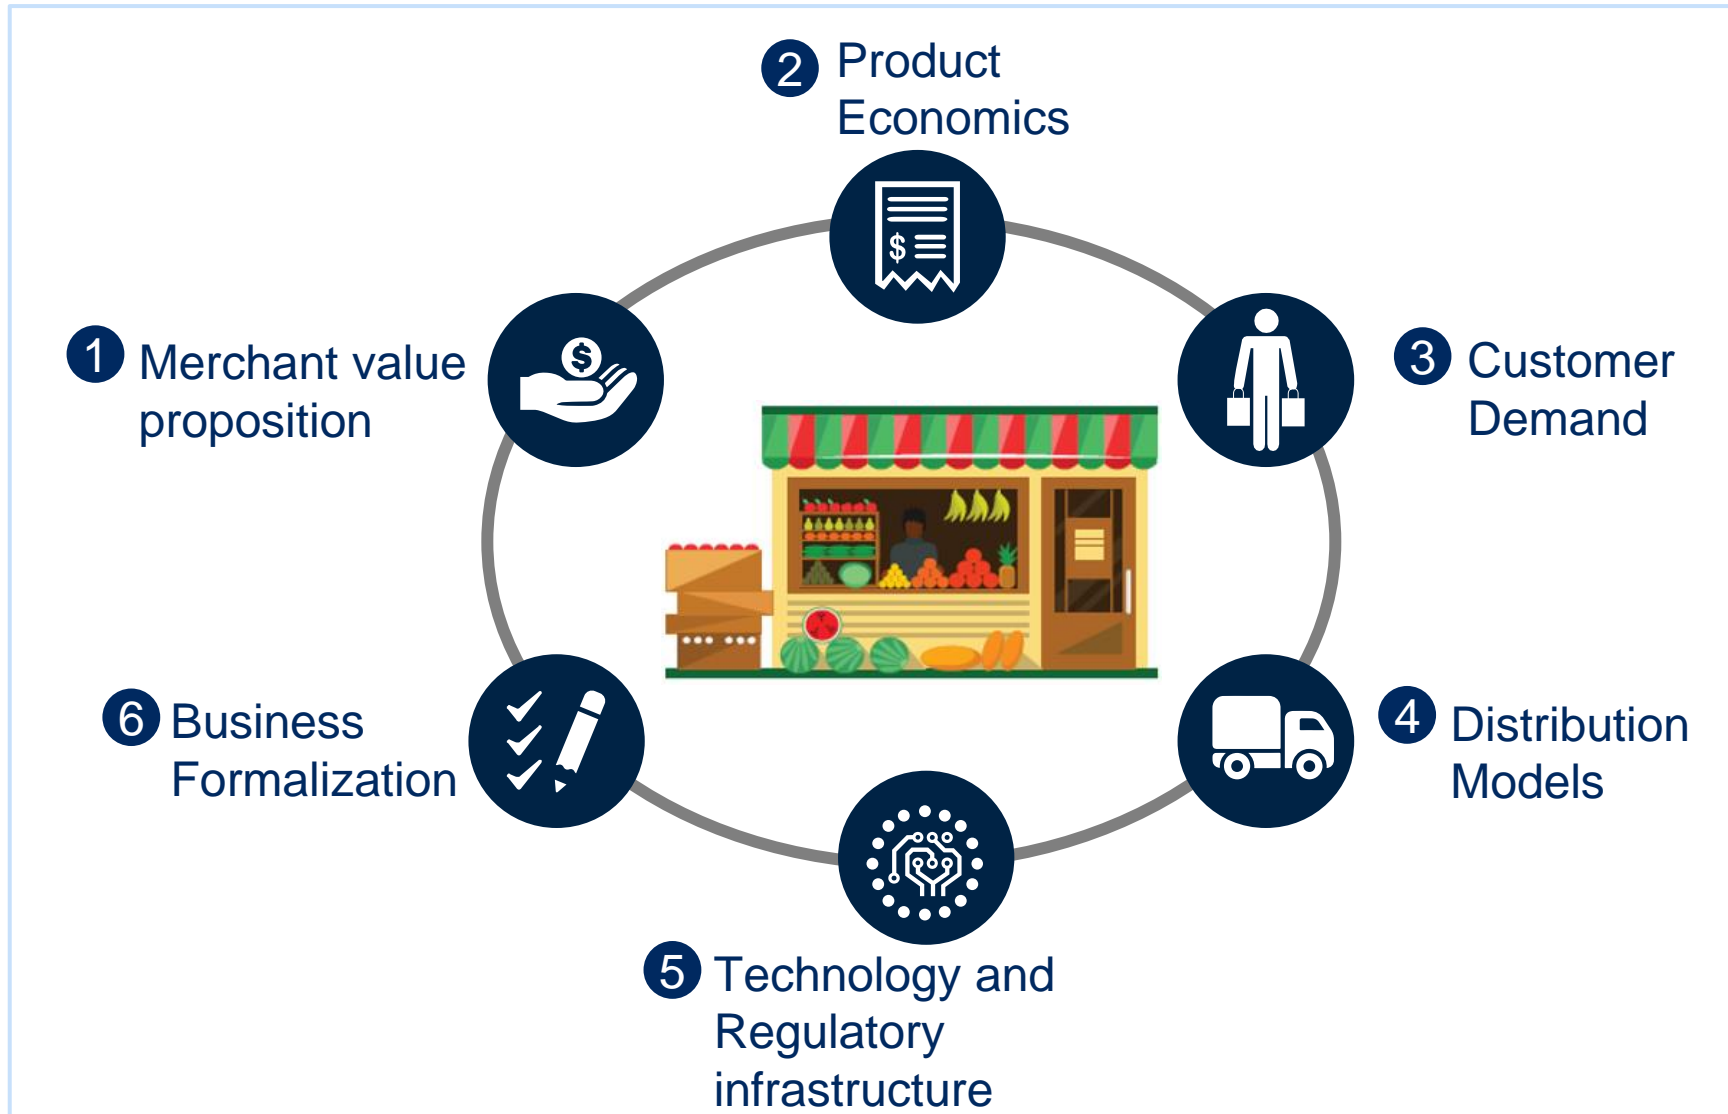 1 Merchant value
proposition
2 Product
Economics
$
$
3 Customer
Demand
4 Distribution
Models
5 Technology and
Regulatory
infrastructure
6 Business
Formalization